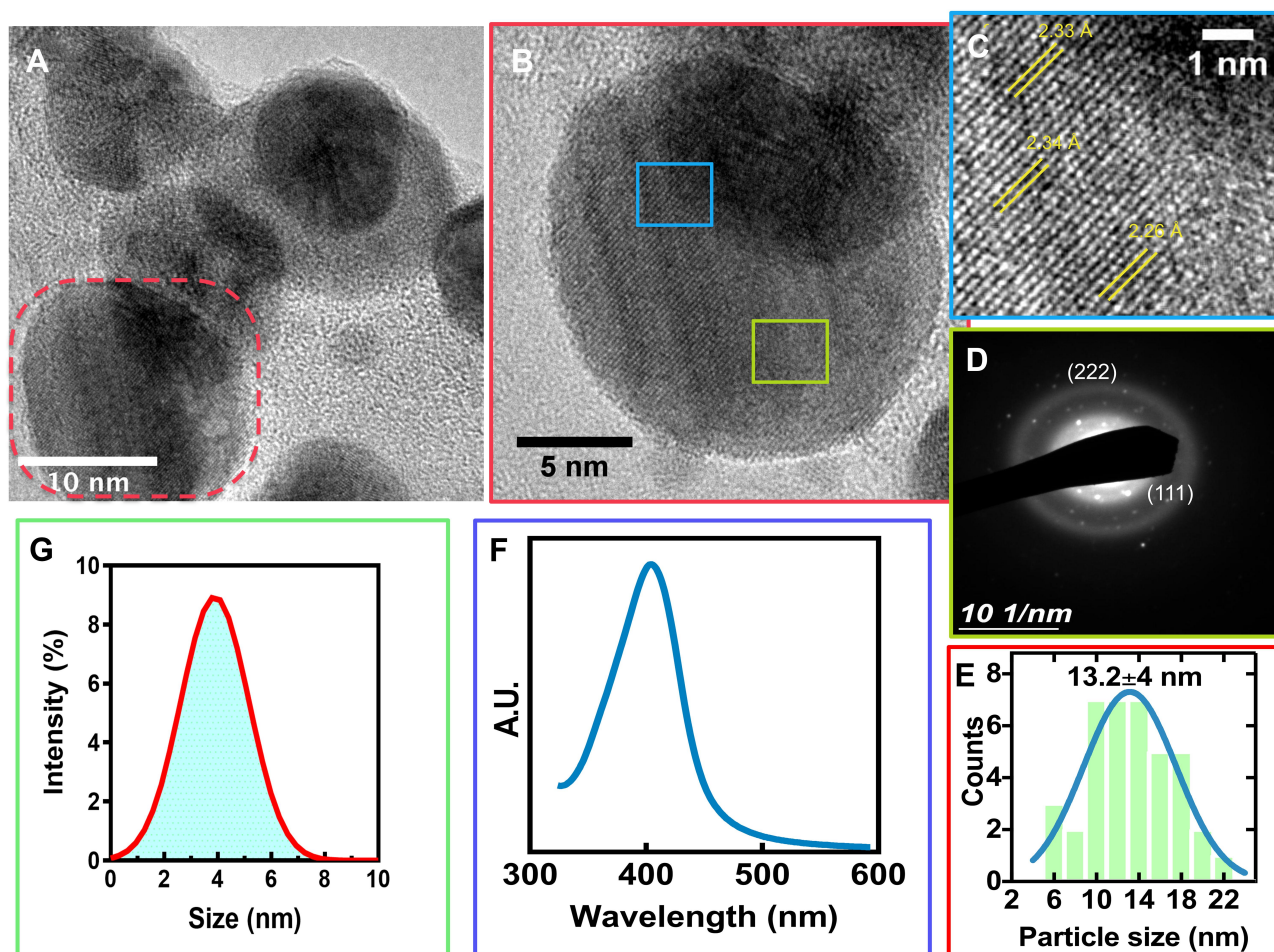 A
10 nm
B
5 nm
C
2.33 Å
1 nm
2.34 Å
2.26 Å
D
(222)
(111)
10 1/nm
G
10
8
6
4
2
0
Intensity (%)
0 2 4 6 8 10
Size (nm)
F
A.U.
300 400 500 600
Wavelength (nm)
E
13.2±4 nm
8
6
4
2
0
Counts
2 6 10 14 18 22
Particle size (nm)